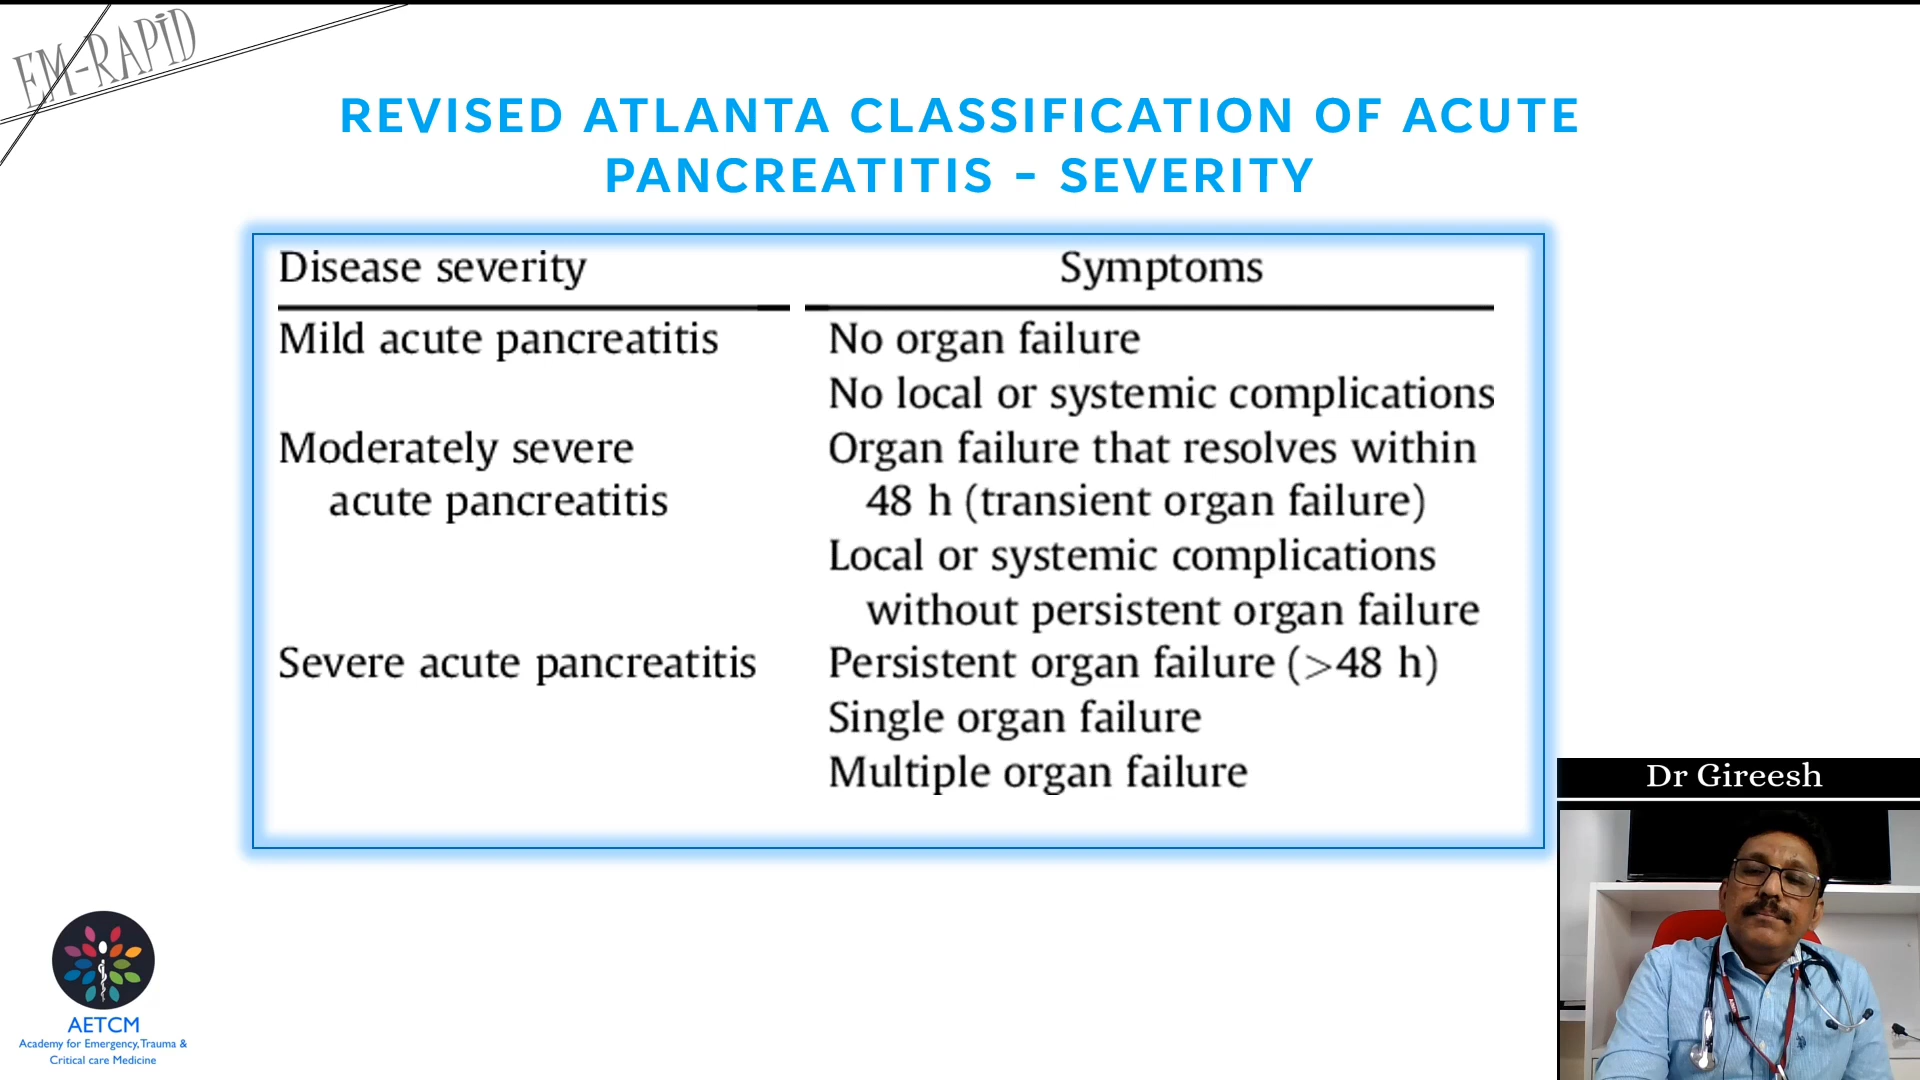 EM-RAPiD
REVISED ATLANTA CLASSIFICATION OF ACUTE
PANCREATITIS - SEVERITY
Disease severity Symptoms
Mild acute pancreatitis No organ failure
No local or systemic complications
Moderately severe Organ failure that resolves within
acute pancreatitis 48 h (transient organ failure)
Local or systemic complications
without persistent organ failure
Severe acute pancreatitis Persistent organ failure (>48 h)
Single organ failure
Multiple organ failure
Dr Gireesh
AETCM
Academy for Emergency, Trauma &
Critical care Medicine